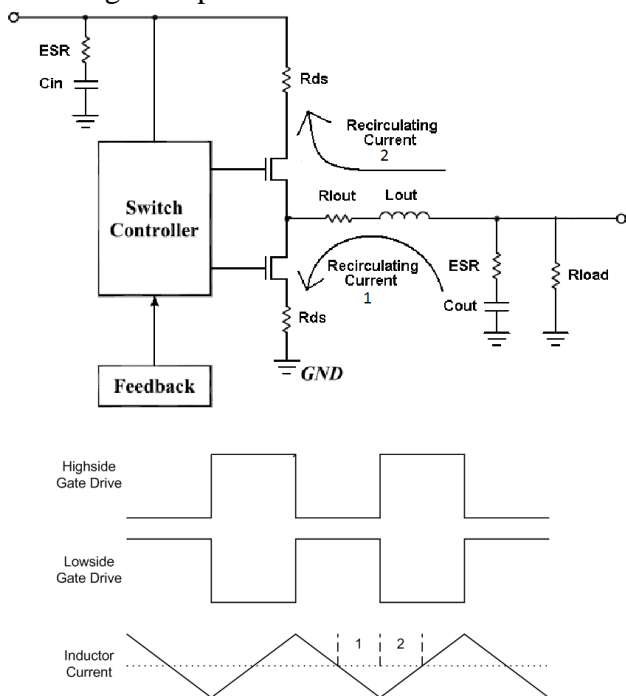 ESR
Cin
Rds
Recirculating
Current
2
Switch
Controller
Rlout
Lout
Recirculating
Current
1
ESR
Cout
Rload
Rds
GND
Feedback
Highside
Gate Drive
Lowside
Gate Drive
Inductor
Current
1
2